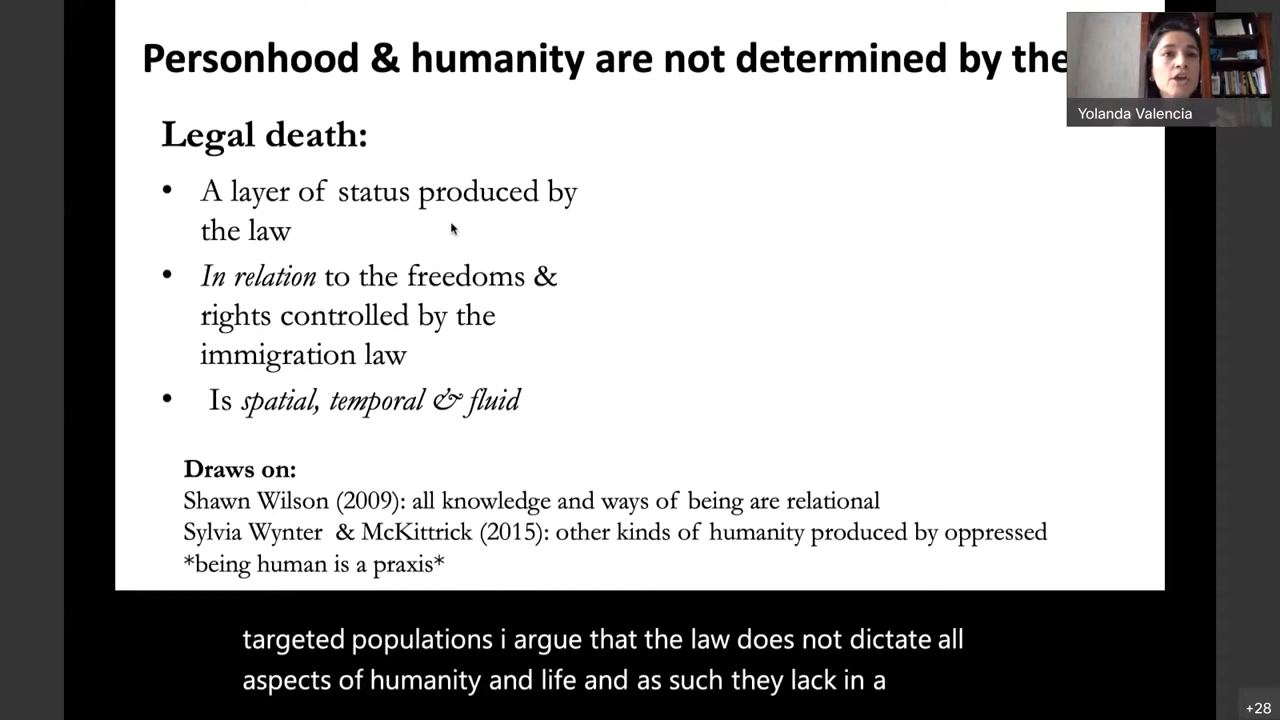 Personhood & humanity are not determined by the
Yolanda Valencia
Legal death:
• A layer of status produced by
the law
• In relation to the freedoms &
rights controlled by the
immigration law
• Is spatial, temporal & fluid
Draws on:
Shawn Wilson (2009): all knowledge and ways of being are relational
Sylvia Wynter & McKittrick (2015): other kinds of humanity produced by oppressed
*being human is a praxis*
targeted populations i argue that the law does not dictate all
aspects of humanity and life and as such they lack in a
+28